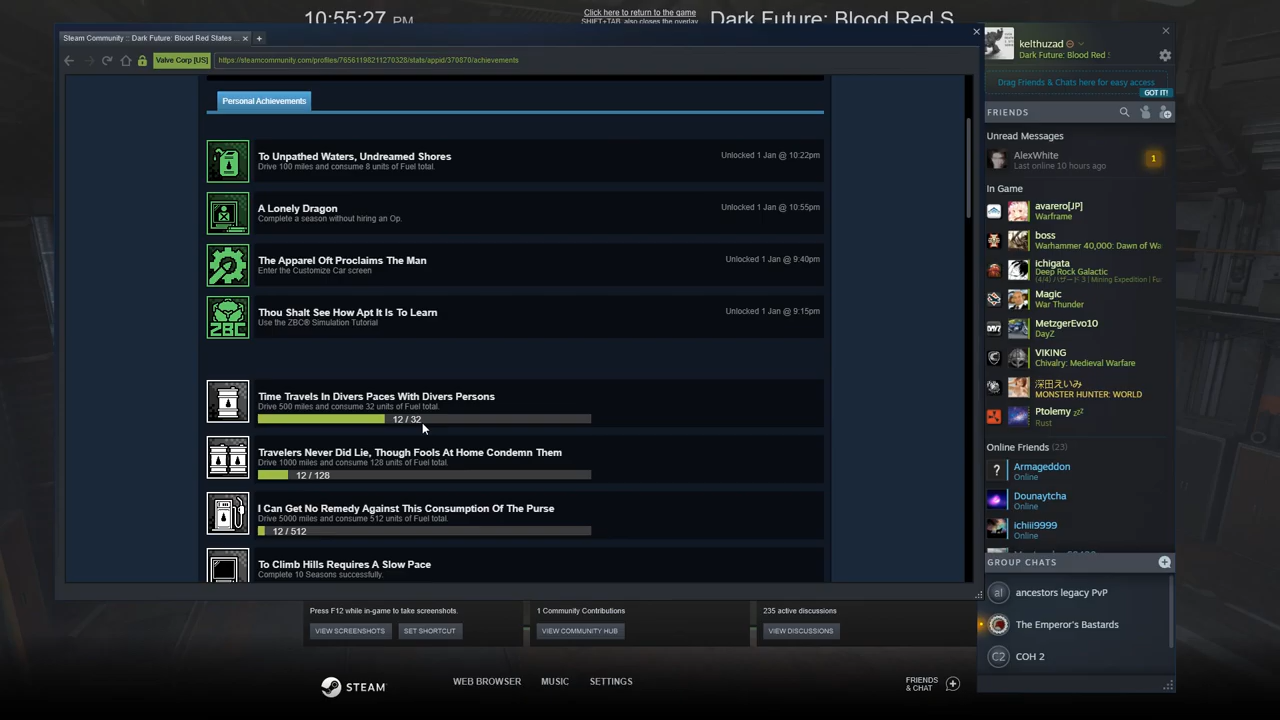 10:55:27 PM
Click here to return to the game
SHIFT+TAB also closes the overlay
Dark Future: Blood Red S
Steam Community :: Dark Future: Blood Red States ...
Valve Corp [US]
https://steamcommunity.com/profiles/76561198211270328/stats/appid/370870/achievements
Personal Achievements
To Unpathed Waters, Undreamed Shores
Drive 100 miles and consume 8 units of Fuel total.
Unlocked 1 Jan @ 10:22pm
A Lonely Dragon
Complete a season without hiring an Op.
Unlocked 1 Jan @ 10:55pm
The Apparel Oft Proclaims The Man
Enter the Customize Car screen
Unlocked 1 Jan @ 9:40pm
ZBC
Thou Shalt See How Apt It Is To Learn
Use the ZBC® Simulation Tutorial
Unlocked 1 Jan @ 9:15pm
Time Travels In Divers Paces With Divers Persons
Drive 500 miles and consume 32 units of Fuel total.
12 / 32
Travelers Never Did Lie, Though Fools At Home Condemn Them
Drive 1000 miles and consume 128 units of Fuel total.
12 / 128
I Can Get No Remedy Against This Consumption Of The Purse
Drive 5000 miles and consume 512 units of Fuel total.
12 / 512
To Climb Hills Requires A Slow Pace
Complete 10 Seasons successfully.
Press F12 while in-game to take screenshots.
VIEW SCREENSHOTS
SET SHORTCUT
1 Community Contributions
VIEW COMMUNITY HUB
235 active discussions
VIEW DISCUSSIONS
STEAM
WEB BROWSER
MUSIC
SETTINGS
FRIENDS
& CHAT
kelthuzad
Dark Future: Blood Red
Drag Friends & Chats here for easy access
GOT IT!
FRIENDS
Unread Messages
AlexWhite
Last online 10 hours ago
1
In Game
avarero[JP]
Warframe
boss
Warhammer 40,000: Dawn of Wa
ichigata
Deep Rock Galactic
(4/4) ハザード 3 | Mining Expedition | Fu
Magic
War Thunder
MetzgerEvo10
DayZ
VIKING
Chivalry: Medieval Warfare
深田えいみ
MONSTER HUNTER: WORLD
Ptolemy zzz
Rust
Online Friends (23)
?
Armageddon
Online
Dounaytcha
Online
ichiii9999
Online
GROUP CHATS
al
ancestors legacy PvP
The Emperor's Bastards
C2
COH 2